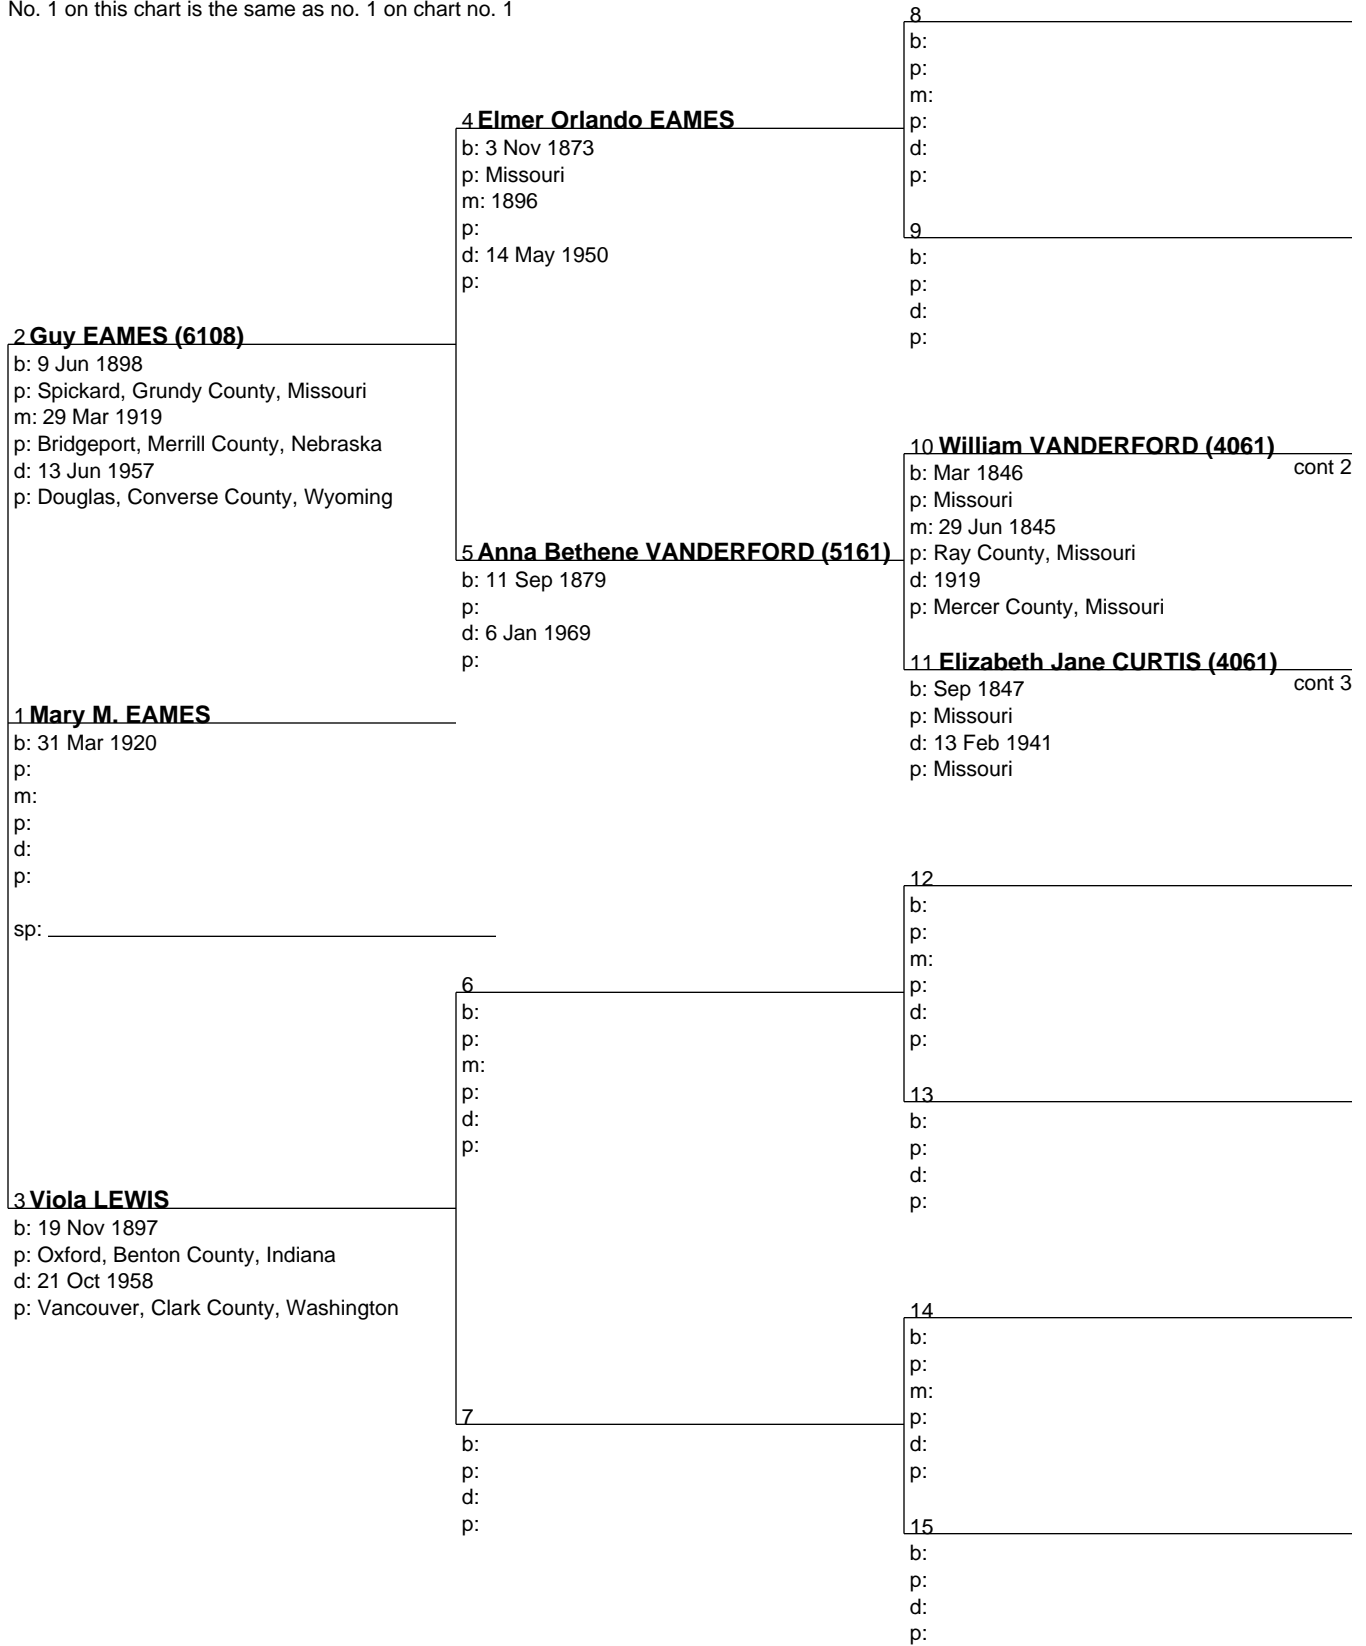 No. 1 on this chart is the same as no. 1 on chart no. 1
8
b:
p:
m:
p:
d:
p:
4 Elmer Orlando EAMES
b: 3 Nov 1873
p: Missouri
m: 1896
p:
d: 14 May 1950
p:
9
b:
p:
d:
p:
2 Guy EAMES (6108)
b: 9 Jun 1898
p: Spickard, Grundy County, Missouri
m: 29 Mar 1919
p: Bridgeport, Merrill County, Nebraska
d: 13 Jun 1957
p: Douglas, Converse County, Wyoming
10 William VANDERFORD (4061)
cont 2
b: Mar 1846
p: Missouri
m: 29 Jun 1845
p: Ray County, Missouri
d: 1919
p: Mercer County, Missouri
5 Anna Bethene VANDERFORD (5161)
b: 11 Sep 1879
p:
d: 6 Jan 1969
p:
11 Elizabeth Jane CURTIS (4061)
cont 3
b: Sep 1847
p: Missouri
d: 13 Feb 1941
p: Missouri
1 Mary M. EAMES
b: 31 Mar 1920
p:
m:
p:
d:
p:
sp:
12
b:
p:
m:
p:
d:
p:
6
b:
p:
m:
p:
d:
p:
13
b:
p:
d:
p:
3 Viola LEWIS
b: 19 Nov 1897
p: Oxford, Benton County, Indiana
d: 21 Oct 1958
p: Vancouver, Clark County, Washington
14
b:
p:
m:
p:
d:
p:
7
b:
p:
d:
p:
15
b:
p:
d:
p: